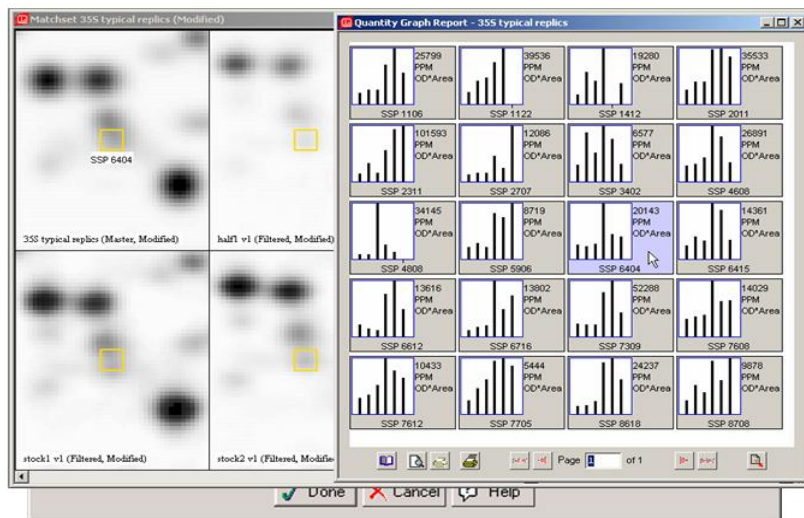 Matchset 35S typical replics (Modified)
SSP 6404
35S typical replics (Master, Modified)
half1 v1 (Filtered, Modified)
stock1 v1 (Filtered, Modified)
stock2 v1 (Filtered, Modifie
Quantity Graph Report - 35S typical replics
25799
PPM
OD*Area
SSP 1106
39536
PPM
OD*Area
SSP 1122
19280
PPM
OD*Area
SSP 1412
35533
PPM
OD*Area
SSP 2011
101593
PPM
OD*Area
SSP 2311
12086
PPM
OD*Area
SSP 2707
6577
PPM
OD*Area
SSP 3402
26891
PPM
OD*Area
SSP 4608
34145
PPM
OD*Area
SSP 4808
8719
PPM
OD*Area
SSP 5906
20143
PPM
OD*Area
SSP 6404
14361
PPM
OD*Area
SSP 6415
13616
PPM
OD*Area
SSP 6612
13802
PPM
OD*Area
SSP 6716
52288
PPM
OD*Area
SSP 7309
14029
PPM
OD*Area
SSP 7608
10433
PPM
OD*Area
SSP 7612
5444
PPM
OD*Area
SSP 7705
24237
PPM
OD*Area
SSP 8618
9878
PPM
OD*Area
SSP 8708
Page 1 of 1
Done Cancel Help